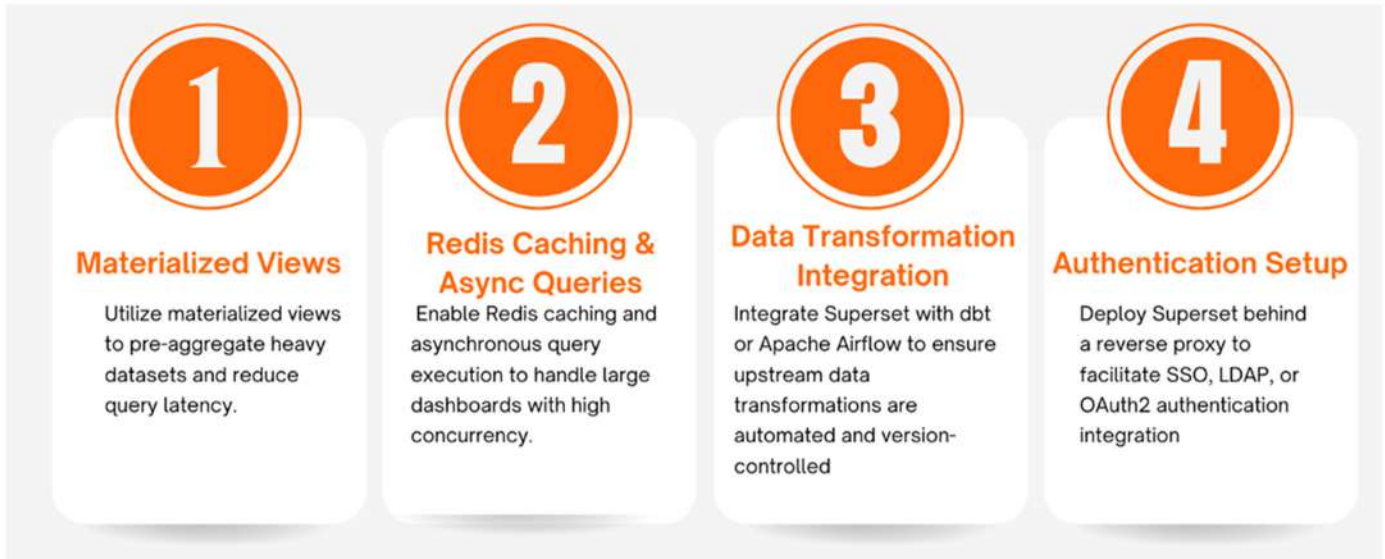 1
Materialized Views
Utilize materialized views
to pre-aggregate heavy
datasets and reduce
query latency.
2
Redis Caching &
Async Queries
Enable Redis caching and
asynchronous query
execution to handle large
dashboards with high
concurrency.
3
Data Transformation
Integration
Integrate Superset with dbt
or Apache Airflow to ensure
upstream data
transformations are
automated and version-
controlled
4
Authentication Setup
Deploy Superset behind
a reverse proxy to
facilitate SSO, LDAP, or
OAuth2 authentication
integration